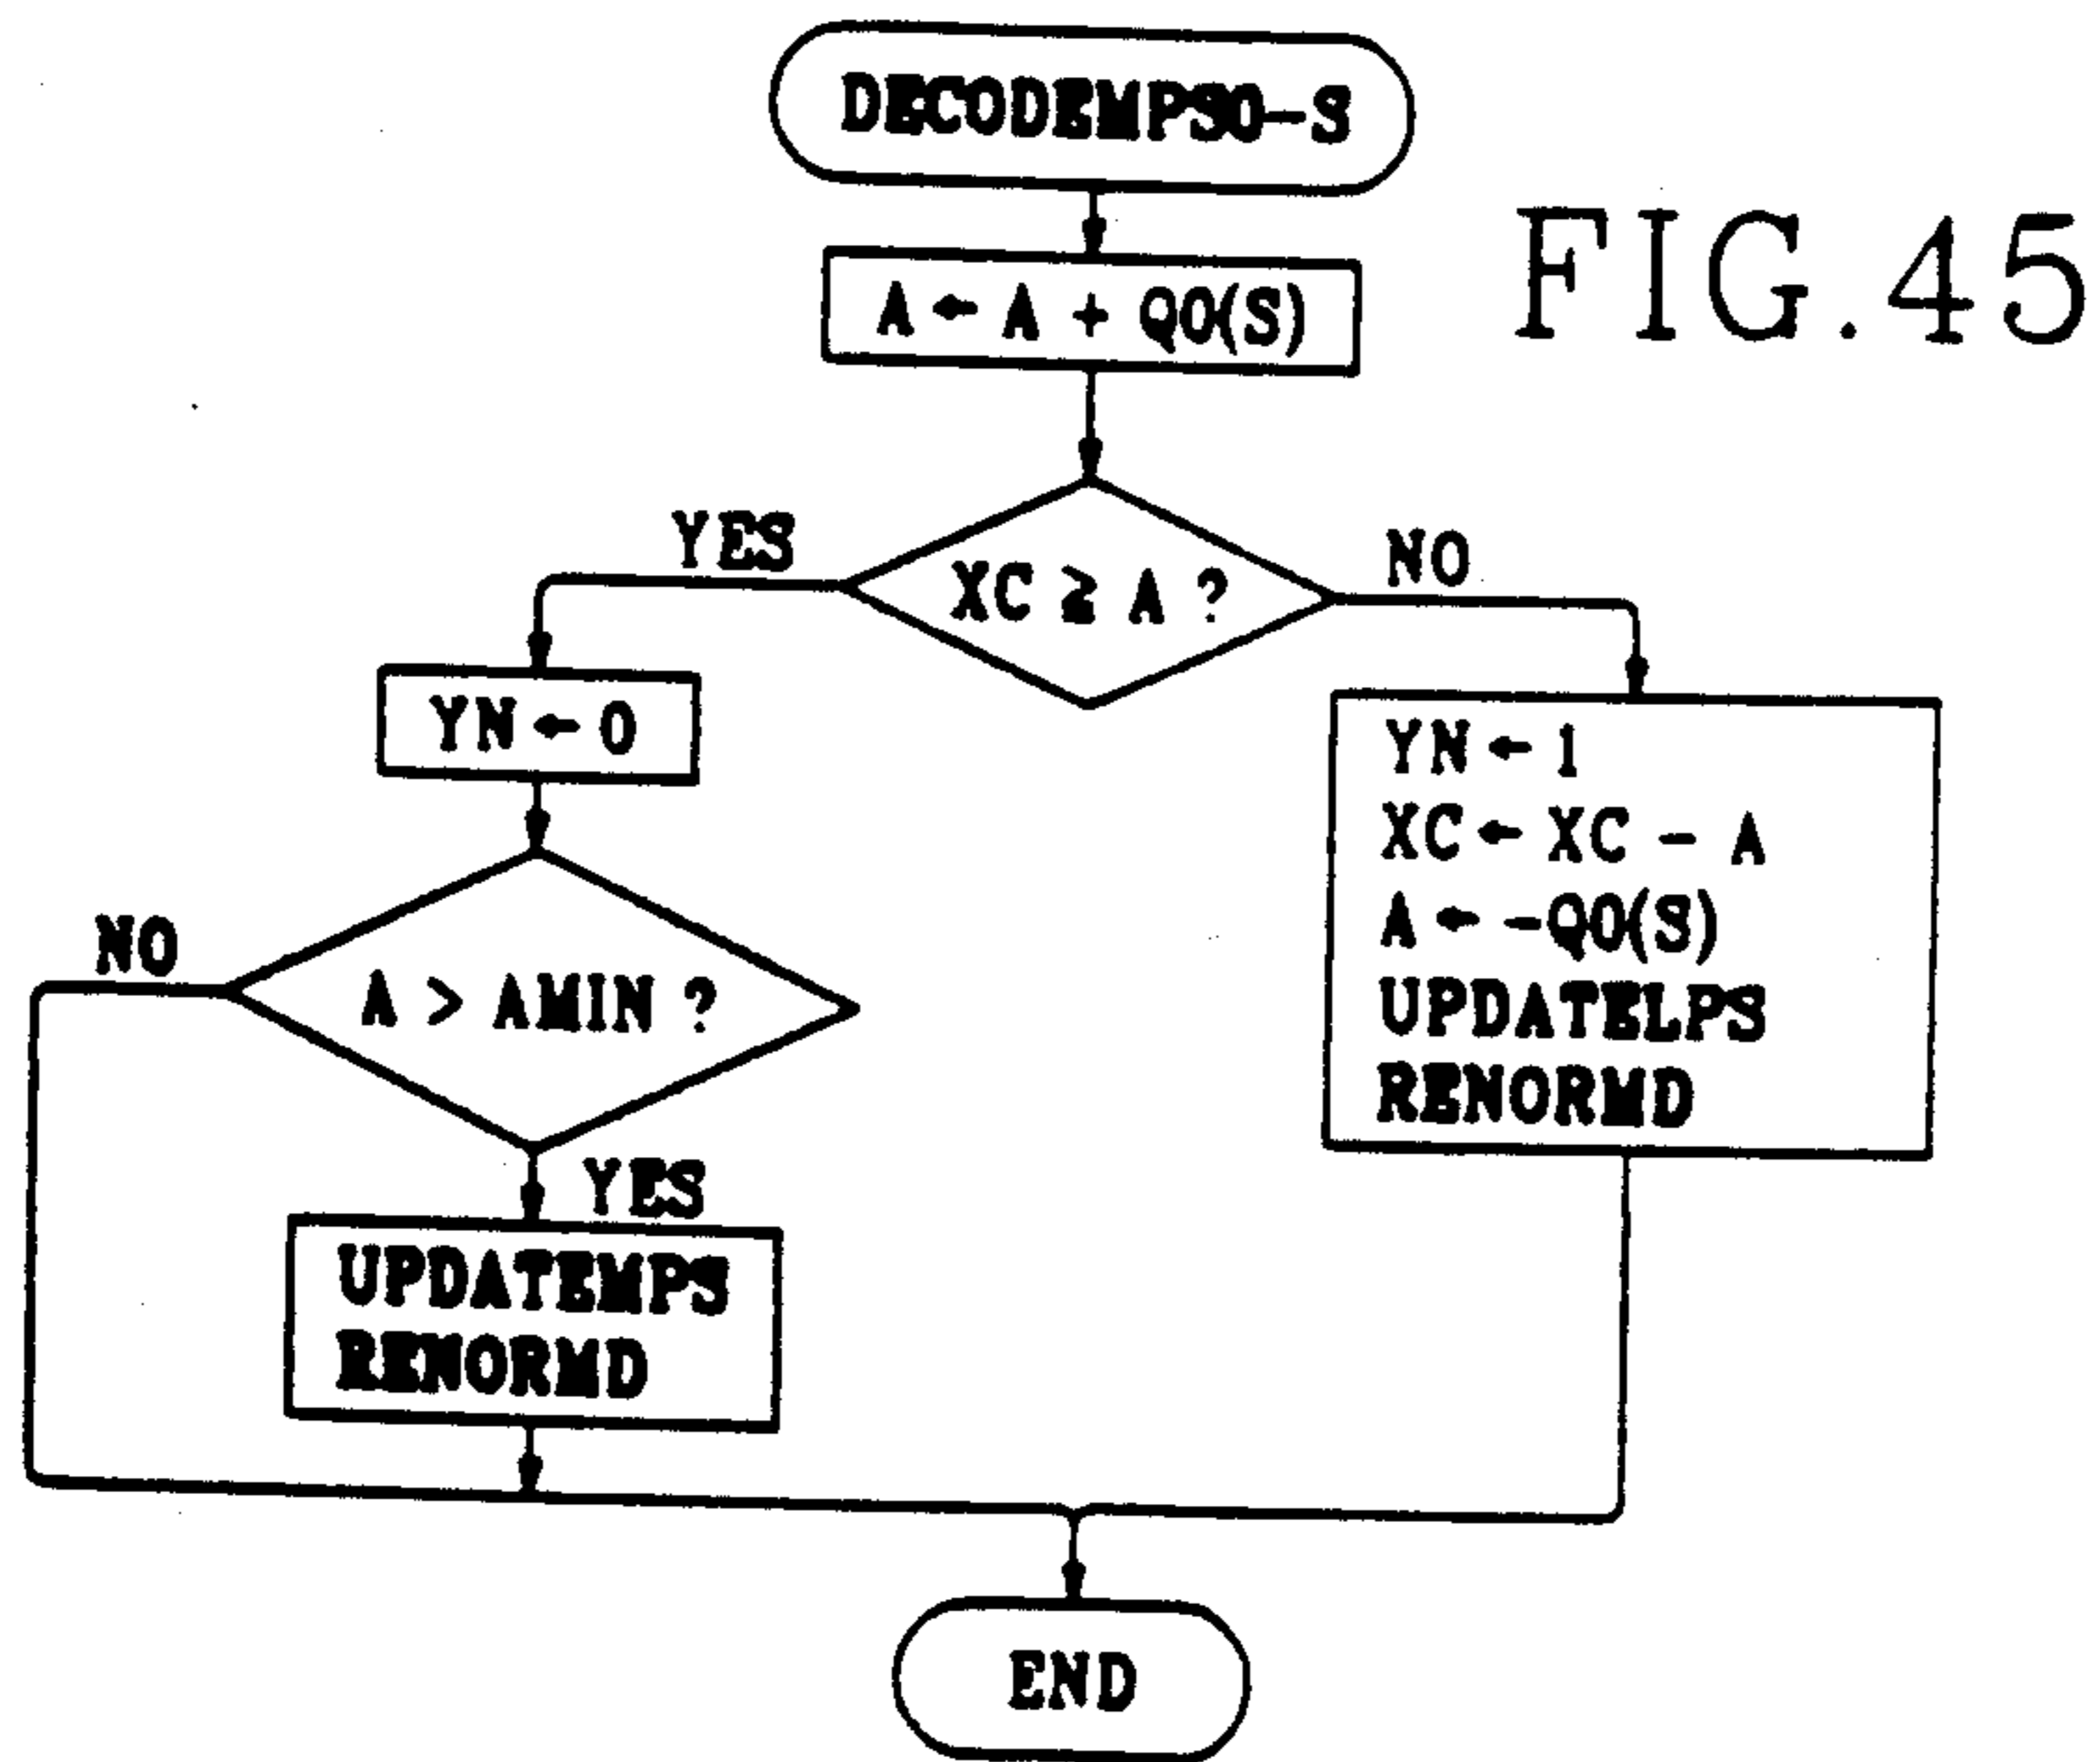 DECODEMPS0-S
FIG.45
A ← A + Q0(S)
XC ≥ A ?
YES
NO
YN ← 0
YN ← 1
XC ← XC - A
A ← -Q0(S)
UPDATELPS
RENORMD
A > AMIN ?
NO
YES
UPDATEMPS
RENORMD
END